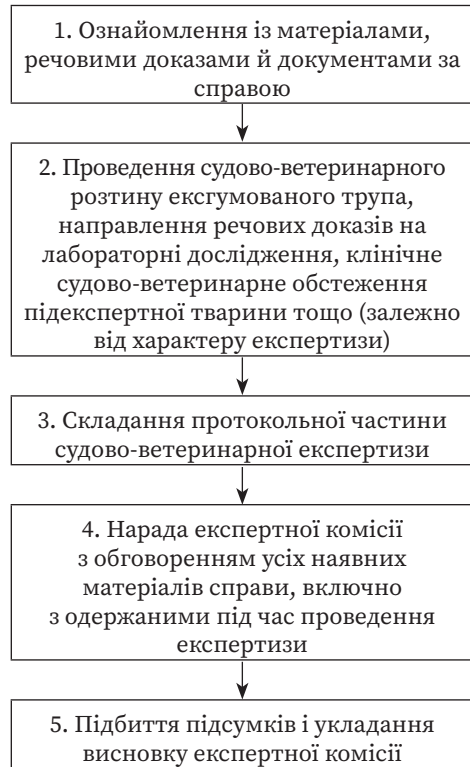 1. Ознайомлення із матеріалами,
речовими доказами й документами за
справою
2. Проведення судово-ветеринарного
розтину ексгумованого трупа,
направлення речових доказів на
лабораторні дослідження, клінічне
судово-ветеринарне обстеження
підекспертної тварини тощо (залежно
від характеру експертизи)
3. Складання протокольної частини
судово-ветеринарної експертизи
4. Нарада експертної комісії
з обговоренням усіх наявних
матеріалів справи, включно
з одержаними під час проведення
експертизи
5. Підбиття підсумків і укладання
висновку експертної комісії